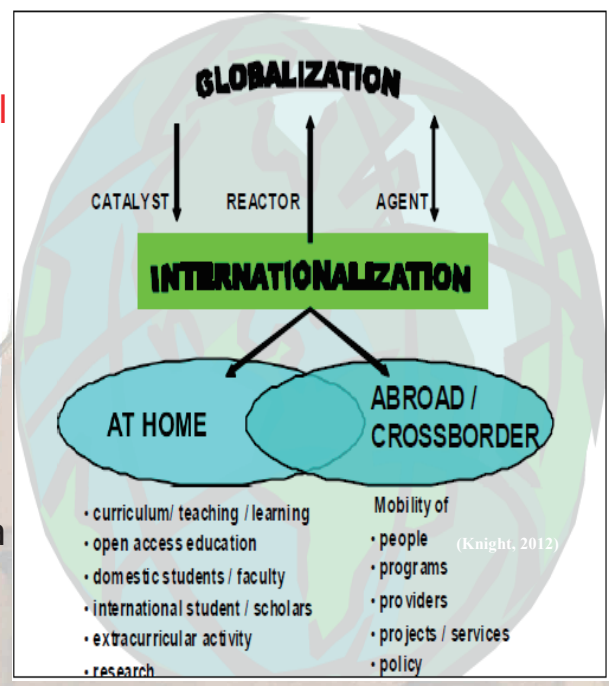 GLOBALIZATION
CATALYST REACTOR AGENT
INTERNATIONALIZATION
AT HOME
ABROAD /
CROSSBORDER
• curriculum/ teaching / learning
• open access education
• domestic students / faculty
• international student / scholars
• extracurricular activity
• research
Mobility of
• people
(Knight, 2012)
• programs
• providers
• projects / services
• policy